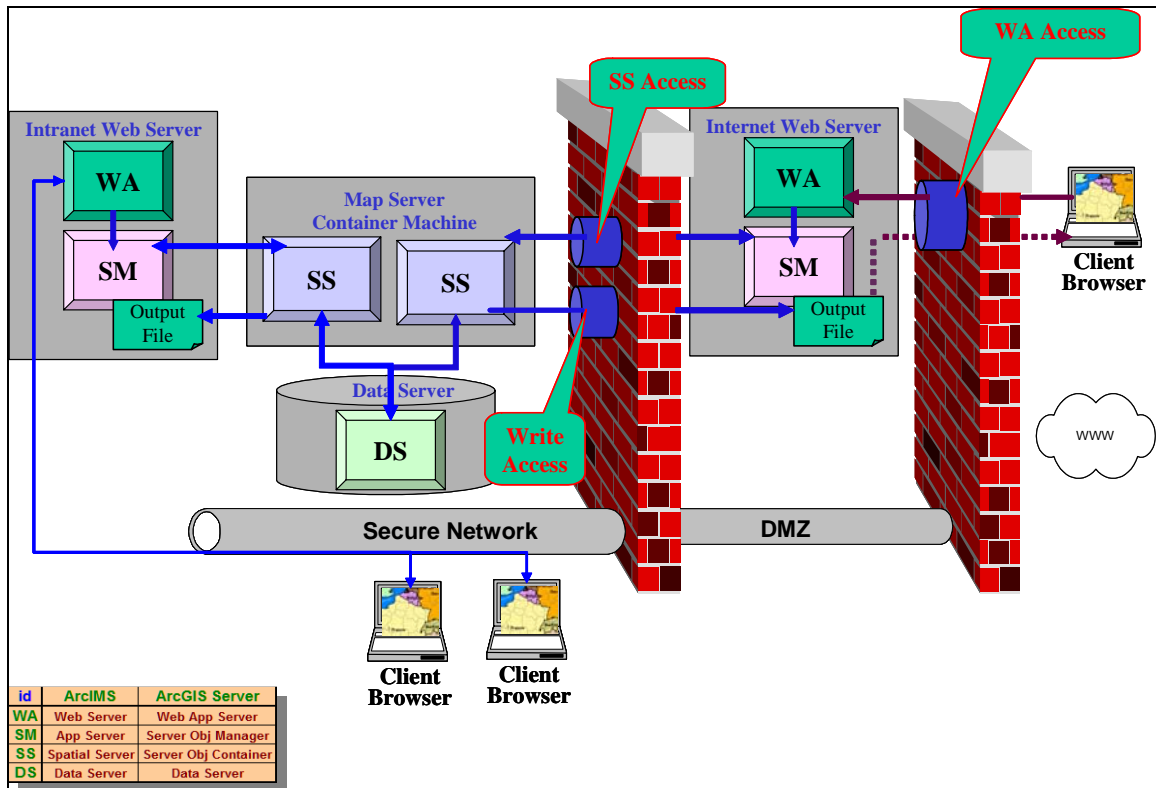 WA Access
SS Access
Intranet Web Server
WA
SM
Output
File
Map Server
Container Machine
SS
SS
Internet Web Server
WA
SM
Output
File
Client
Browser
Data Server
DS
Write
Access
www
Secure Network
DMZ
Client
Browser
Client
Browser
id ArcIMS ArcGIS Server
WA Web Server Web App Server
SM App Server Server Obj Manager
SS Spatial Server Server Obj Container
DS Data Server Data Server